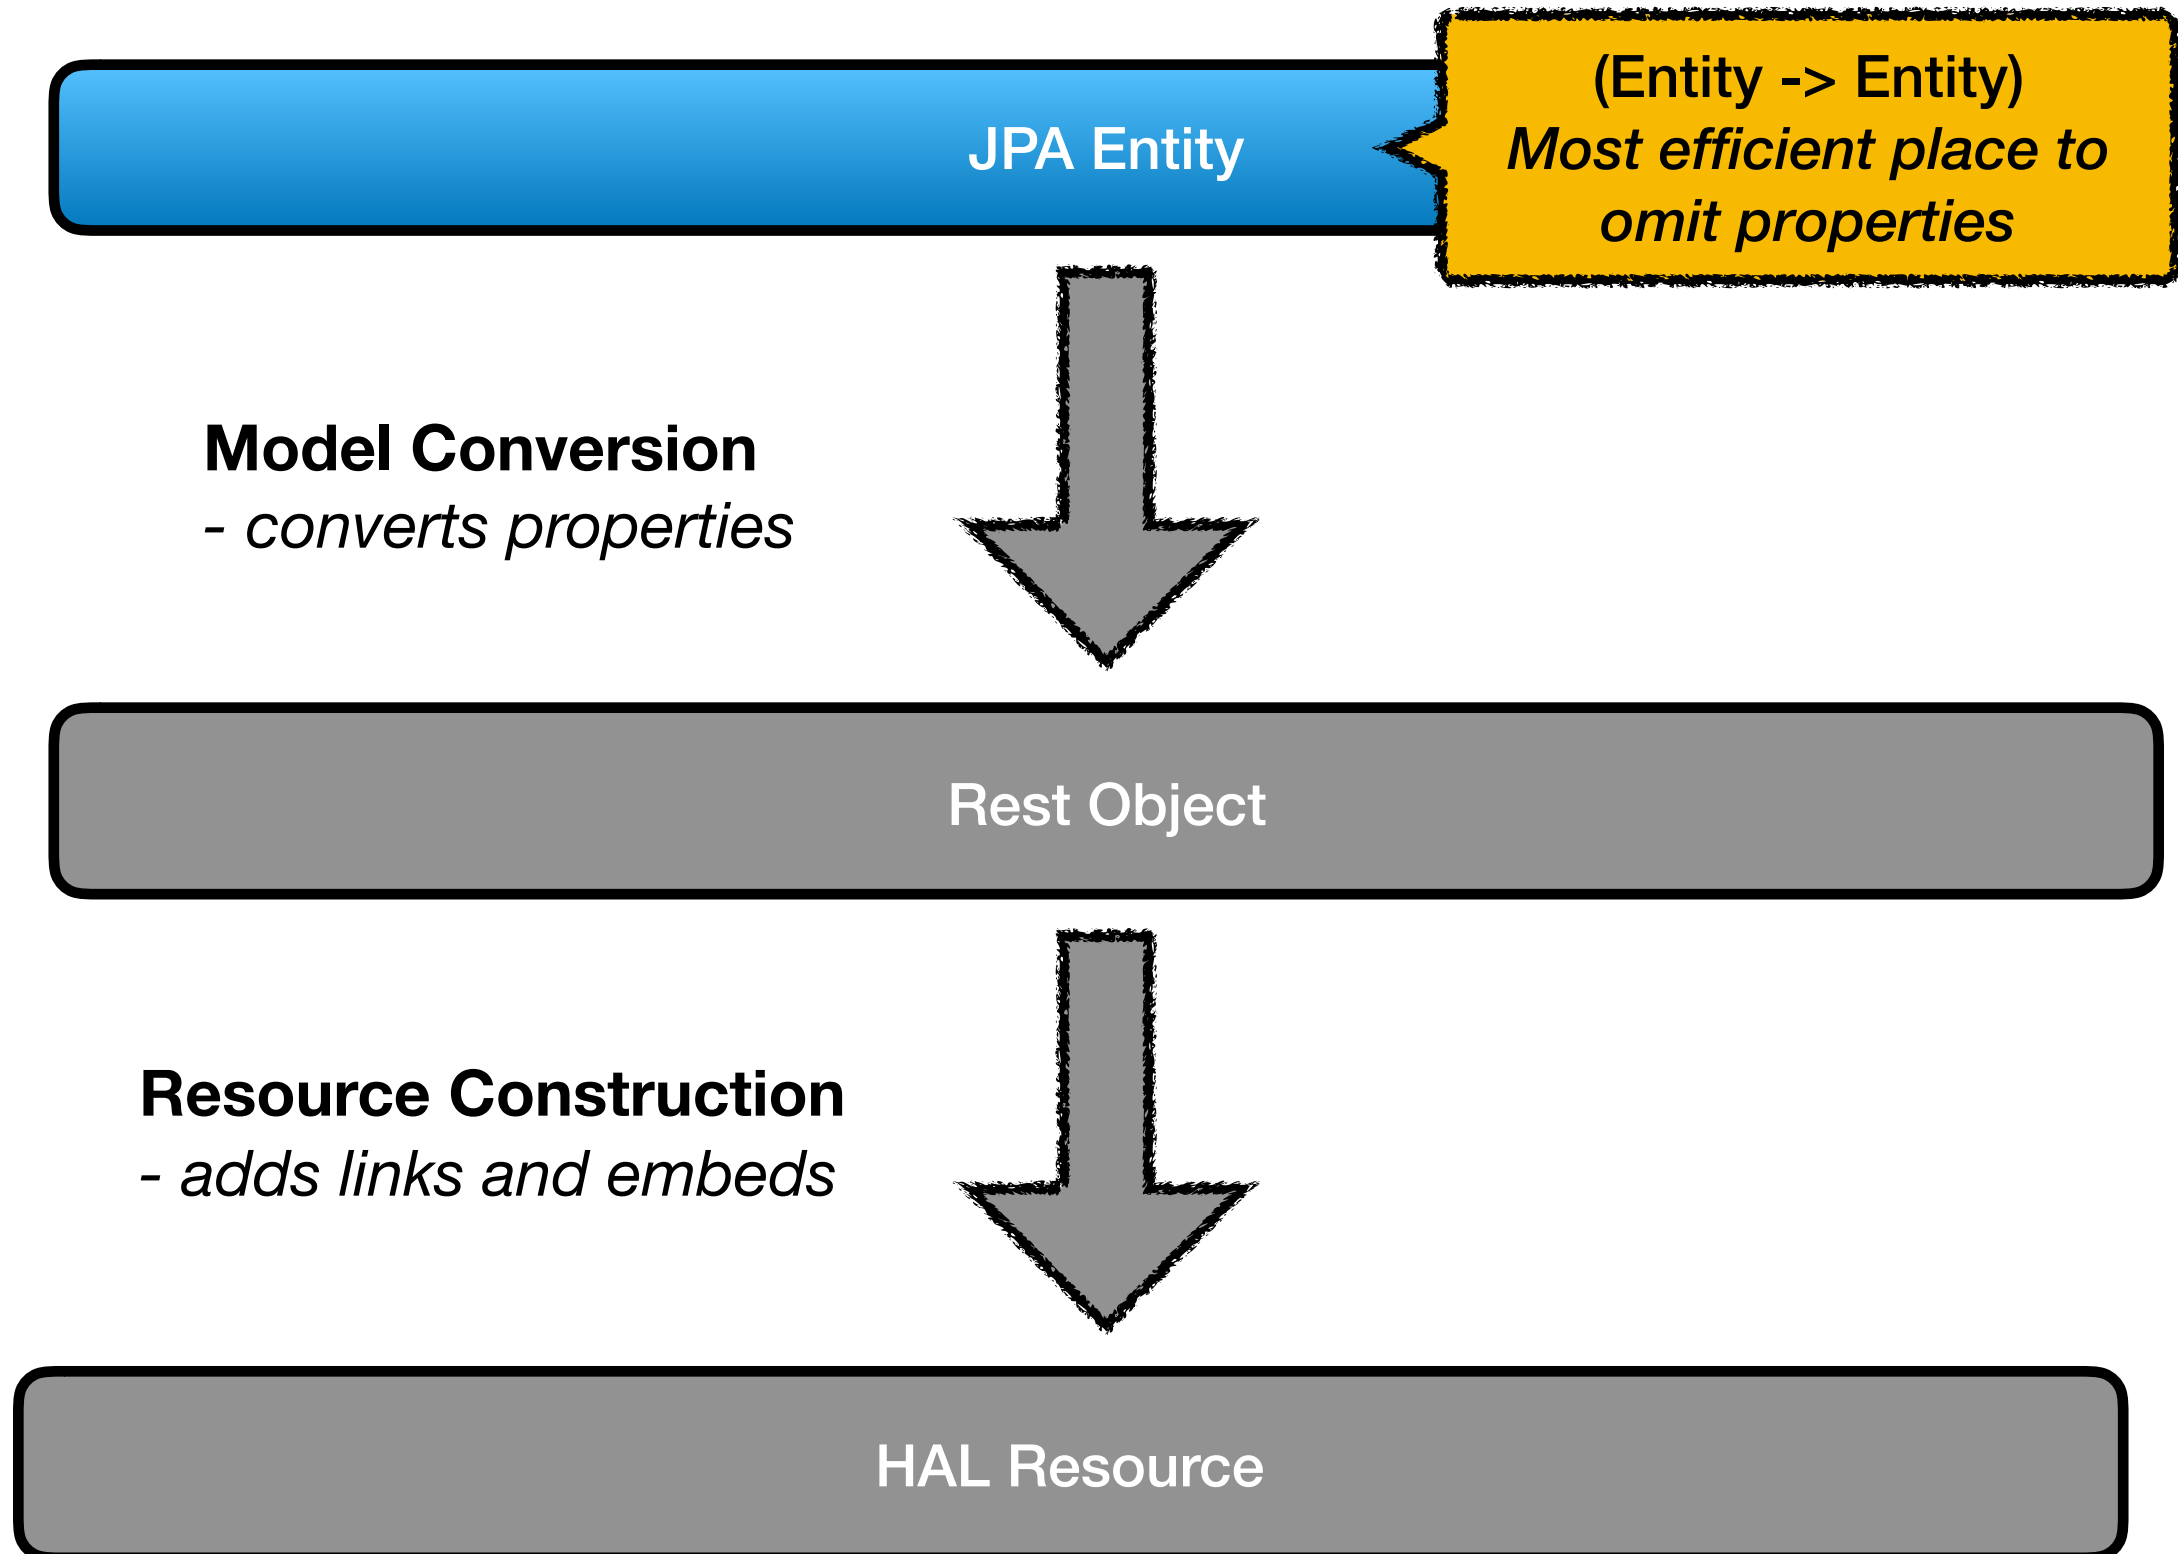 (Entity -> Entity)
Most efficient place to
omit properties
JPA Entity
Model Conversion
- converts properties
Rest Object
Resource Construction
- adds links and embeds
HAL Resource